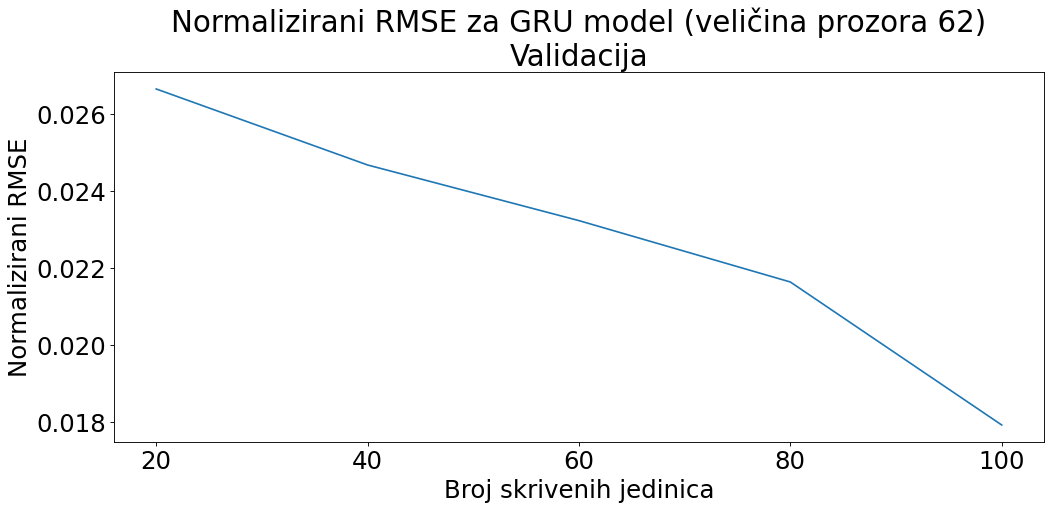 Normalizirani RMSE za GRU model (veličina prozora 62)
Validacija
Normalizirani RMSE
0.026
0.024
0.022
0.020
0.018
20 40 60 80 100
Broj skrivenih jedinica